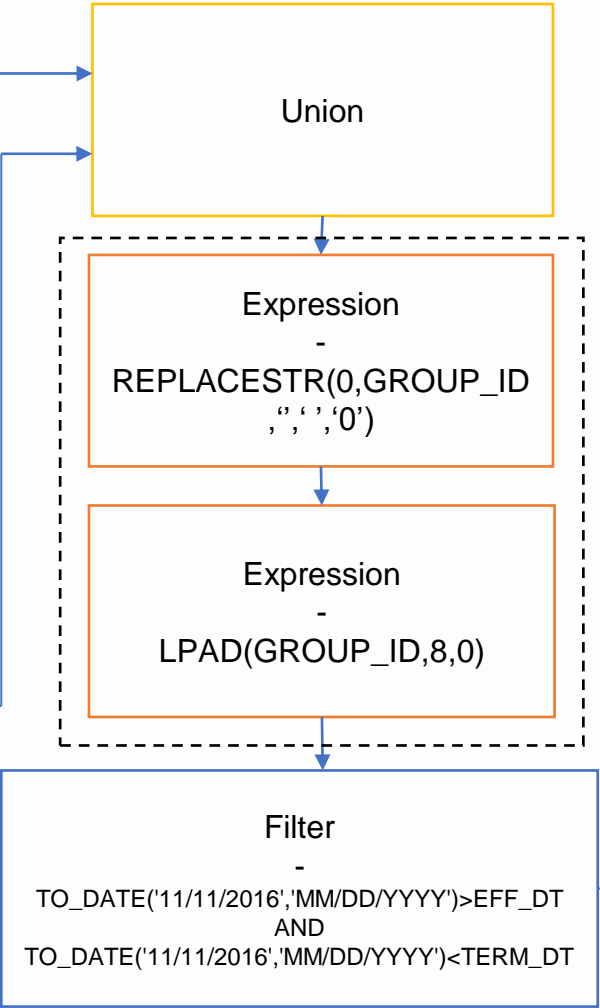 Union
Expression
-
REPLACESTR(0,GROUP_ID
,‘’,‘ ’,‘0’)
Expression
-
LPAD(GROUP_ID,8,0)
Filter
-
TO_DATE('11/11/2016','MM/DD/YYYY')>EFF_DT
AND
TO_DATE('11/11/2016','MM/DD/YYYY')<TERM_DT